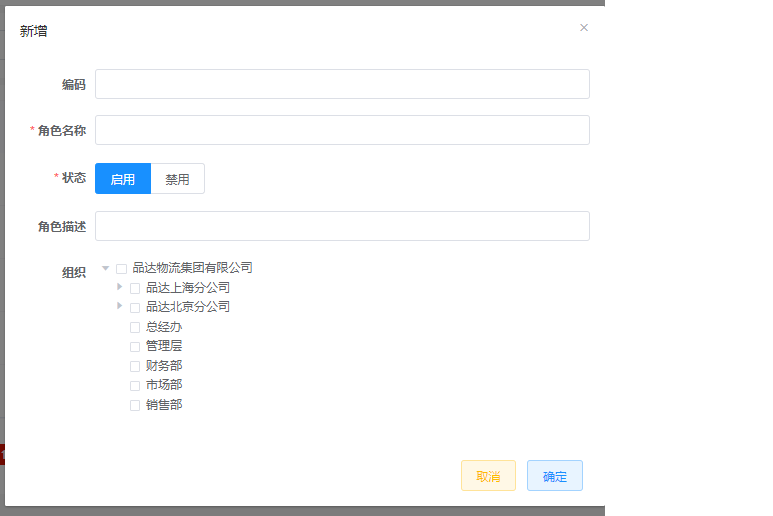 新增
编码
* 角色名称
* 状态 启用 禁用
角色描述
组织 品达物流集团有限公司
品达上海分公司
品达北京分公司
总经办
管理层
财务部
市场部
销售部
取消 确定